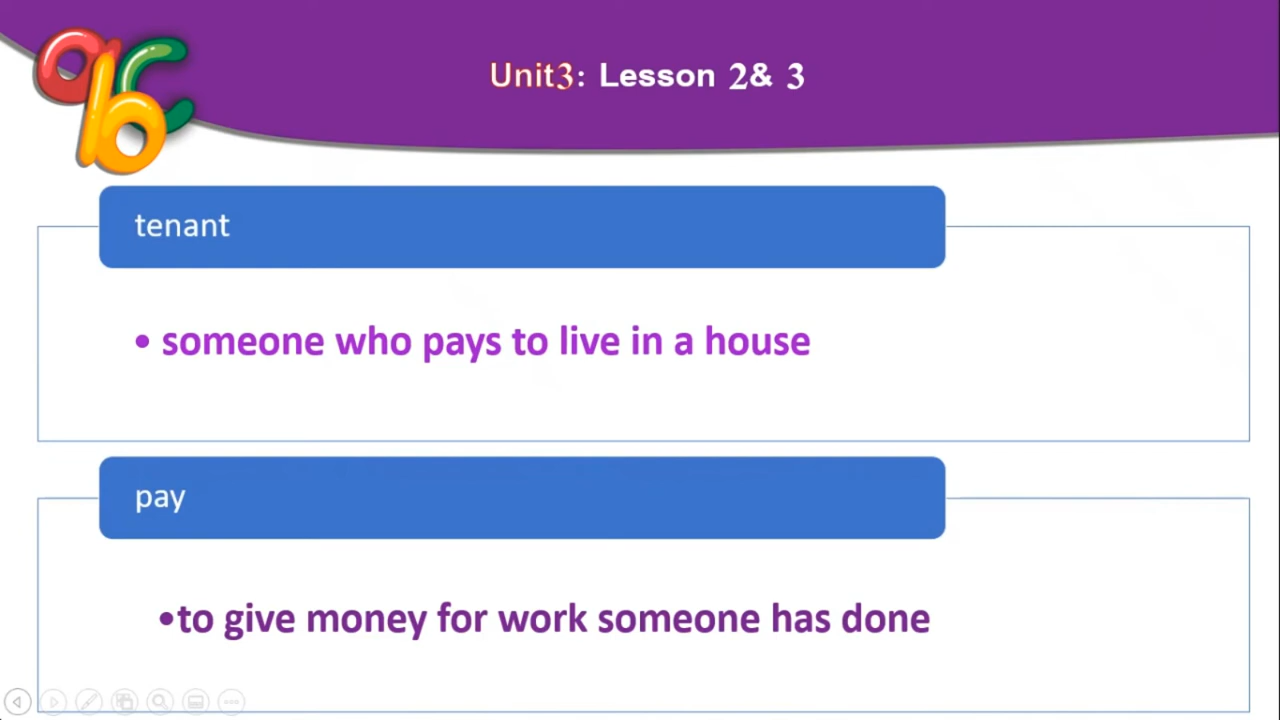 abc
Unit3: Lesson 2& 3
tenant
• someone who pays to live in a house
pay
•to give money for work someone has done